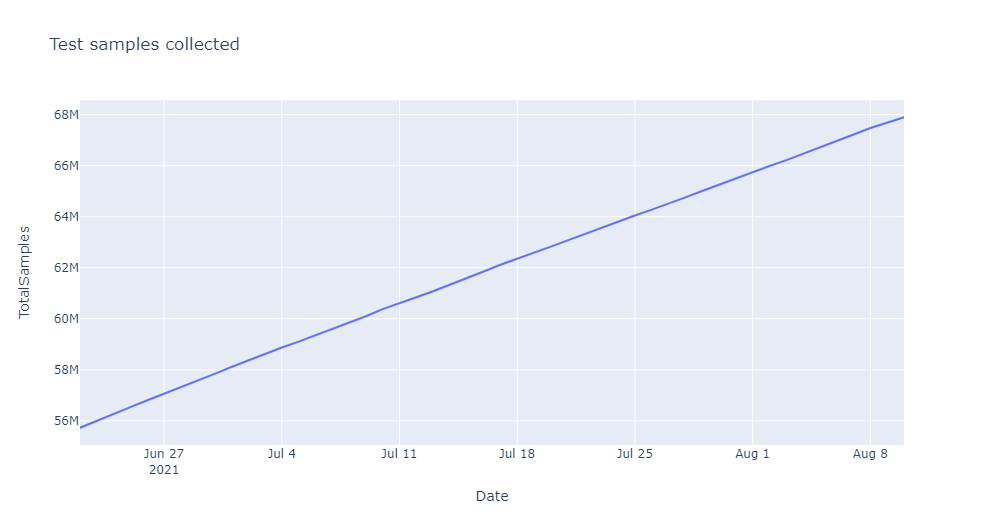 Test samples collected
TotalSamples
68M
66M
64M
62M
60M
58M
56M
Jun 27
2021
Jul 4
Jul 11
Jul 18
Jul 25
Aug 1
Aug 8
Date